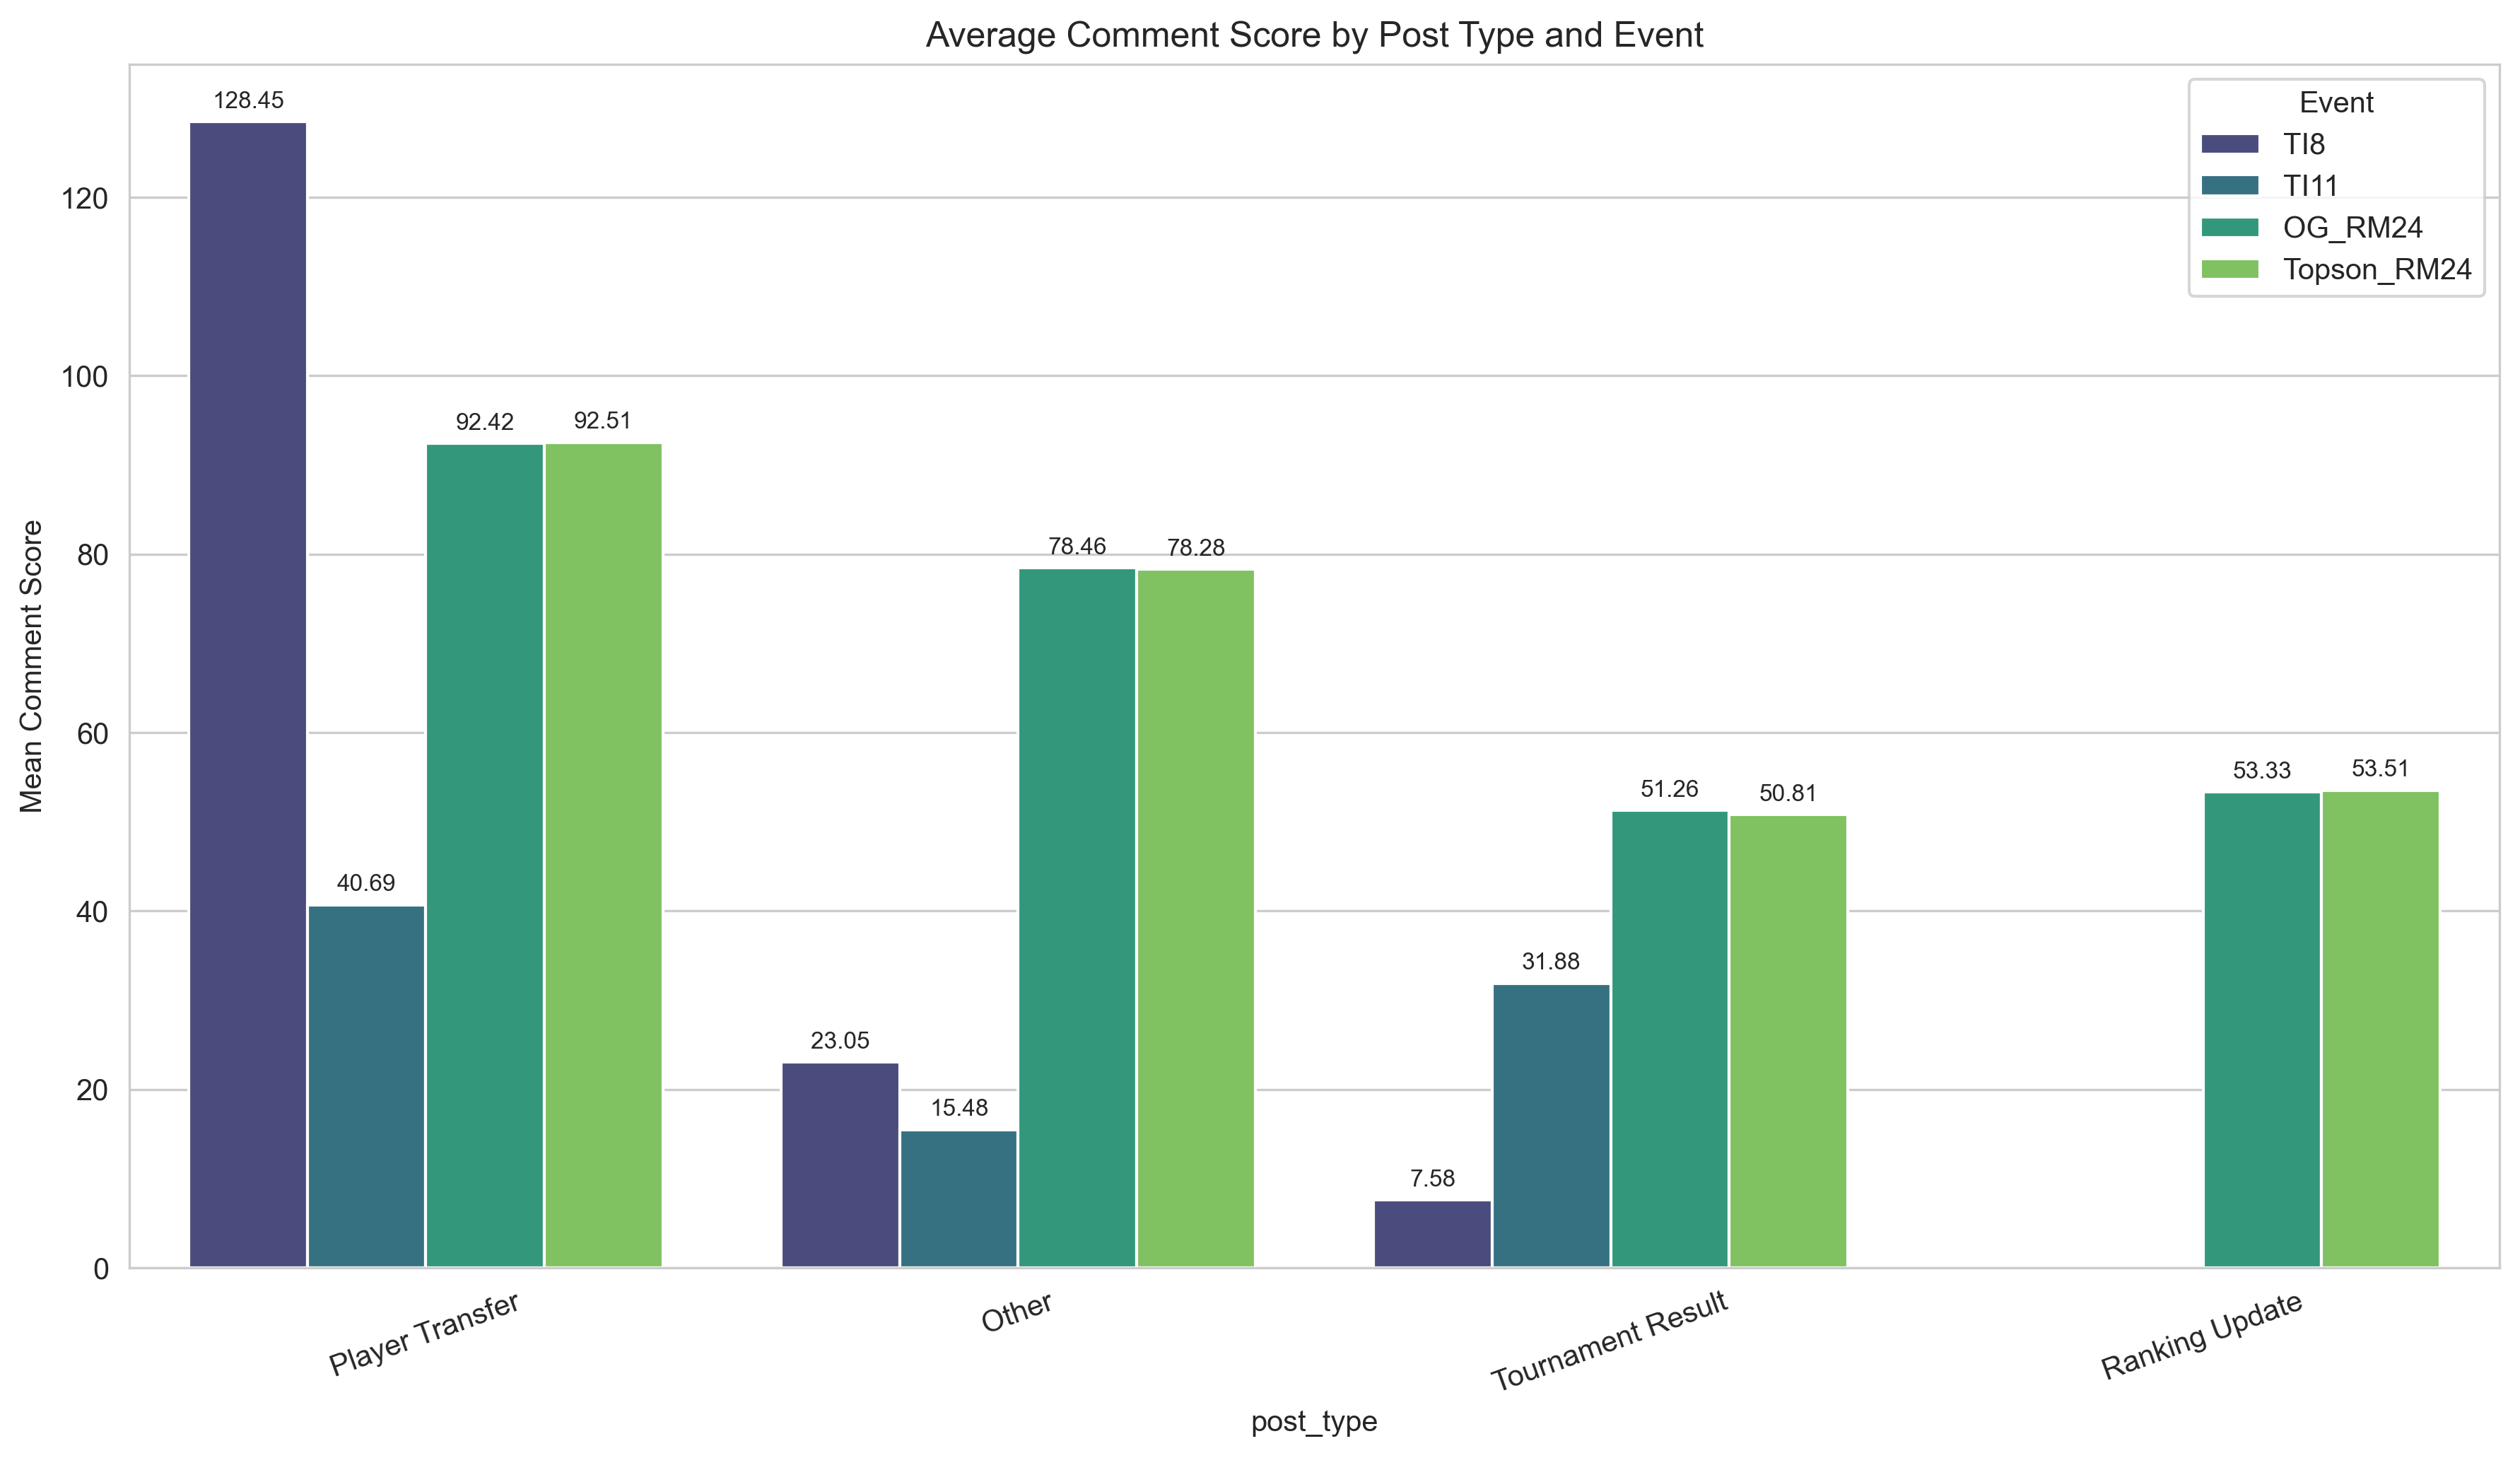 Average Comment Score by Post Type and Event
Mean Comment Score
120
100
80
60
40
20
0
128.45
40.69
92.42
92.51
23.05
15.48
78.46
78.28
7.58
31.88
51.26
50.81
53.33
53.51
Event
TI8
TI11
OG_RM24
Topson_RM24
Player Transfer
Other
Tournament Result
Ranking Update
post_type